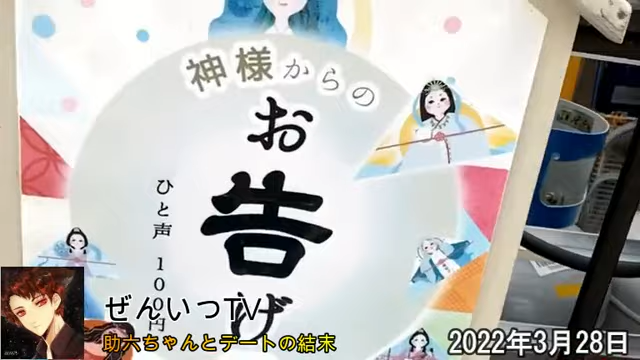 神様からの
お告げ
ひと声 100円
ぜんいつTV
助六ちゃんとデートの結末
2022年3月28日